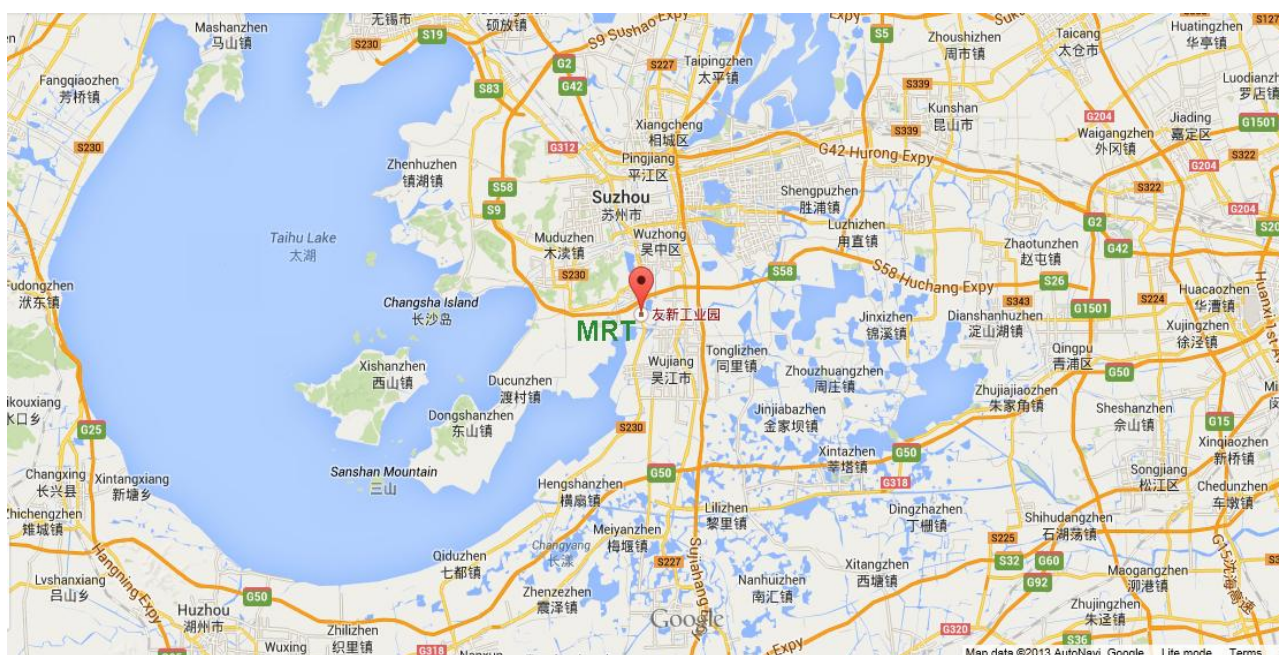 Mashanzhen
马山镇
无锡市
硕放镇
S19
S230
S9 Sushao Expy
G2
G42
S227
Taipingzhen
太平镇
Expy
S5
Zhoushizhen
周市镇
Taicang
太仓市
Huatingzhen
华亭镇
S127
Fangqiaozhen
芳桥镇
S83
S339
Kunshan
昆山市
Luodianzh
罗店镇
G204
Jiading
嘉定区
G1501
Waigangzhen
外冈镇
S230
Xiangcheng
相城区
S339
G312
Pingjiang
平江区
G42 Hurong Expy
G204
S322
Zhenhuzhen
镇湖镇
S58
S9
Suzhou
苏州市
Shengpuzhen
胜浦镇
S322
G204
G2
S20
Taihu Lake
太湖
Muduzhen
木渎镇
Wuzhong
吴中区
Luzhizhen
甪直镇
G42
Zhaotunzhen
赵屯镇
S230
S58
S58 Huchang Expy
S26
Fudongzhen
洑东镇
Changsha Island
长沙岛
友新工业园
MRT
S343
G1501
S224
Huacaozhen
华漕镇
Jinxizhen
锦溪镇
Dianshanhuzhen
淀山湖镇
Xujingzhen
徐泾镇
Xishanzhen
西山镇
Wujiang
吴江市
Tonglizhen
同里镇
Zhouzhuangzhen
周庄镇
Qingpu
青浦区
G50
Ducunzhen
渡村镇
Zhujiajiaozhen
朱家角镇
Dongshanzhen
东山镇
Jinjiabazhen
金家坝镇
Sheshanzhen
佘山镇
G15
G25
S230
Xinqiaozhen
新桥镇
Xintazhen
莘塔镇
G50
Changxing
长兴县
Xintangxiang
新塘乡
Sanshan Mountain
三山
G50
G318
Songjiang
松江区
Chedunzhen
车墩镇
Hengshanzhen
横扇镇
Zhichengzhen
雉城镇
Lilizhen
黎里镇
Dingzhazhen
丁栅镇
Shihudangzhen
石湖荡镇
Meiyanzhen
梅堰镇
S225
Hangning Expy
Changyang
长漾
Qiduzhen
七都镇
S227
Xitangzhen
西塘镇
S32
G60
G92
Maogangzhen
泖港镇
Lvshanxiang
吕山乡
Nanhuizhen
南汇镇
G50
Zhenzezhen
震泽镇
Huzhou
湖州市
Google
Zhujingzhen
朱泾镇
Zhilizhen
织里镇
G318
G320
S36
Wuxing
Expy
Map data ©2013 AutoNavi, Google
Lite mode
Terms